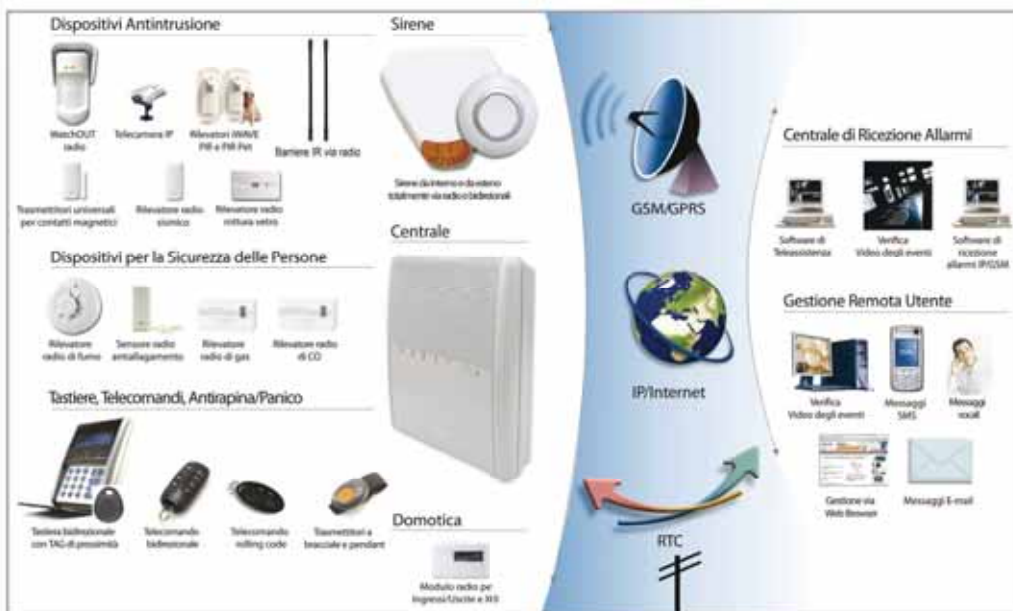 Dispositivi Antintrusione
WatchOUT
radio
Telecamera IP
Rilevatori iWAVE
PIR e PIR Pet
Barriere IR via radio
Trasmettitori universali
per contatti magnetici
Rilevatore radio
sismico
Rilevatore radio
rottura vetro
Dispositivi per la Sicurezza delle Persone
Rilevatore
radio di fumo
Sensore radio
antiallagamento
Rilevatore
radio di gas
Rilevatore radio
di CO
Tastiere, Telecomandi, Antirapina/Panico
Tastiera bidirezionale
con TAG di prossimità
Telecomando
bidirezionale
Telecomando
rolling code
Trasmettitori a
bracciale e pendant
Sirene
Sirene da interno e da esterno
totalmente via radio o bidirezionali
Centrale
Domotica
Modulo radio per
Ingressi/Uscite e X10
GSM/GPRS
IP/Internet
RTC
Centrale di Ricezione Allarmi
Software di
Teleassistenza
Verifica
Video degli eventi
Software di
ricezione
allarmi IP/GSM
Gestione Remota Utente
Verifica
Video degli eventi
Messaggi
SMS
Messaggi
vocali
Gestione via
Web Browser
Messaggi E-mail